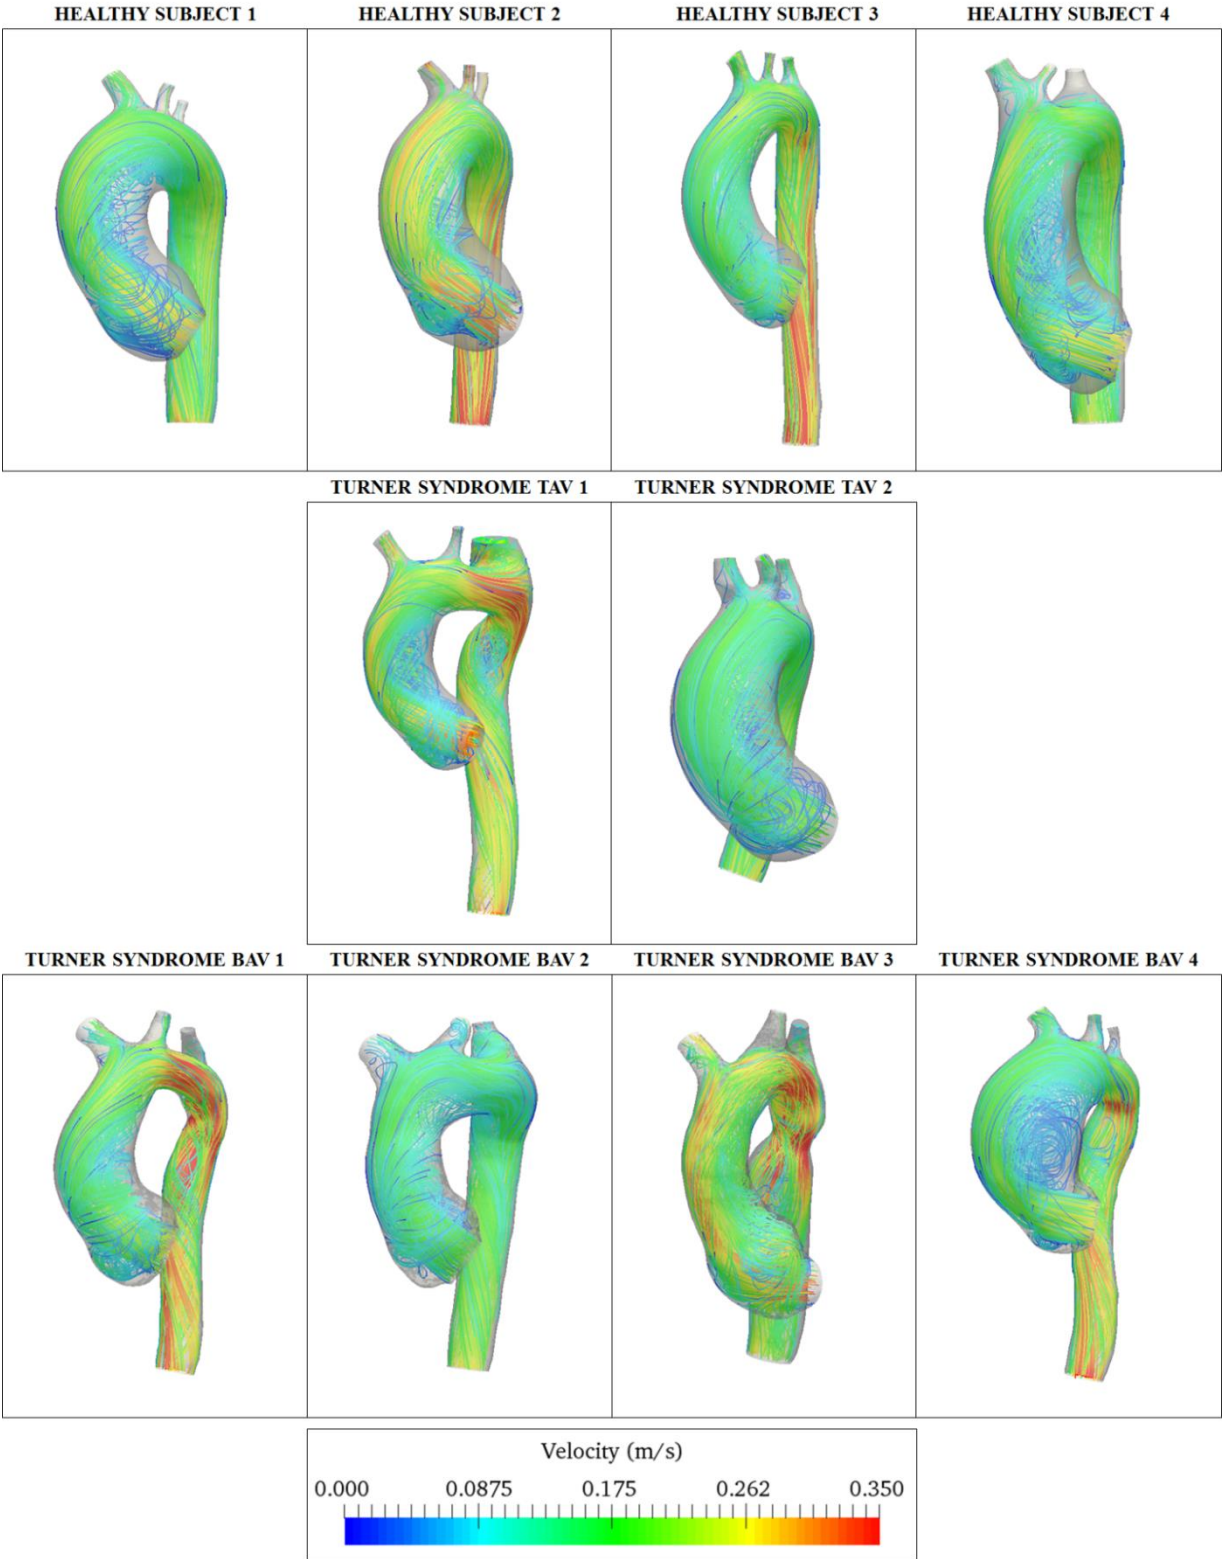 HEALTHY SUBJECT 1 HEALTHY SUBJECT 2 HEALTHY SUBJECT 3 HEALTHY SUBJECT 4
TURNER SYNDROME TAV 1 TURNER SYNDROME TAV 2
TURNER SYNDROME BAV 1 TURNER SYNDROME BAV 2 TURNER SYNDROME BAV 3 TURNER SYNDROME BAV 4
Velocity (m/s)
0.000 0.0875 0.175 0.262 0.350